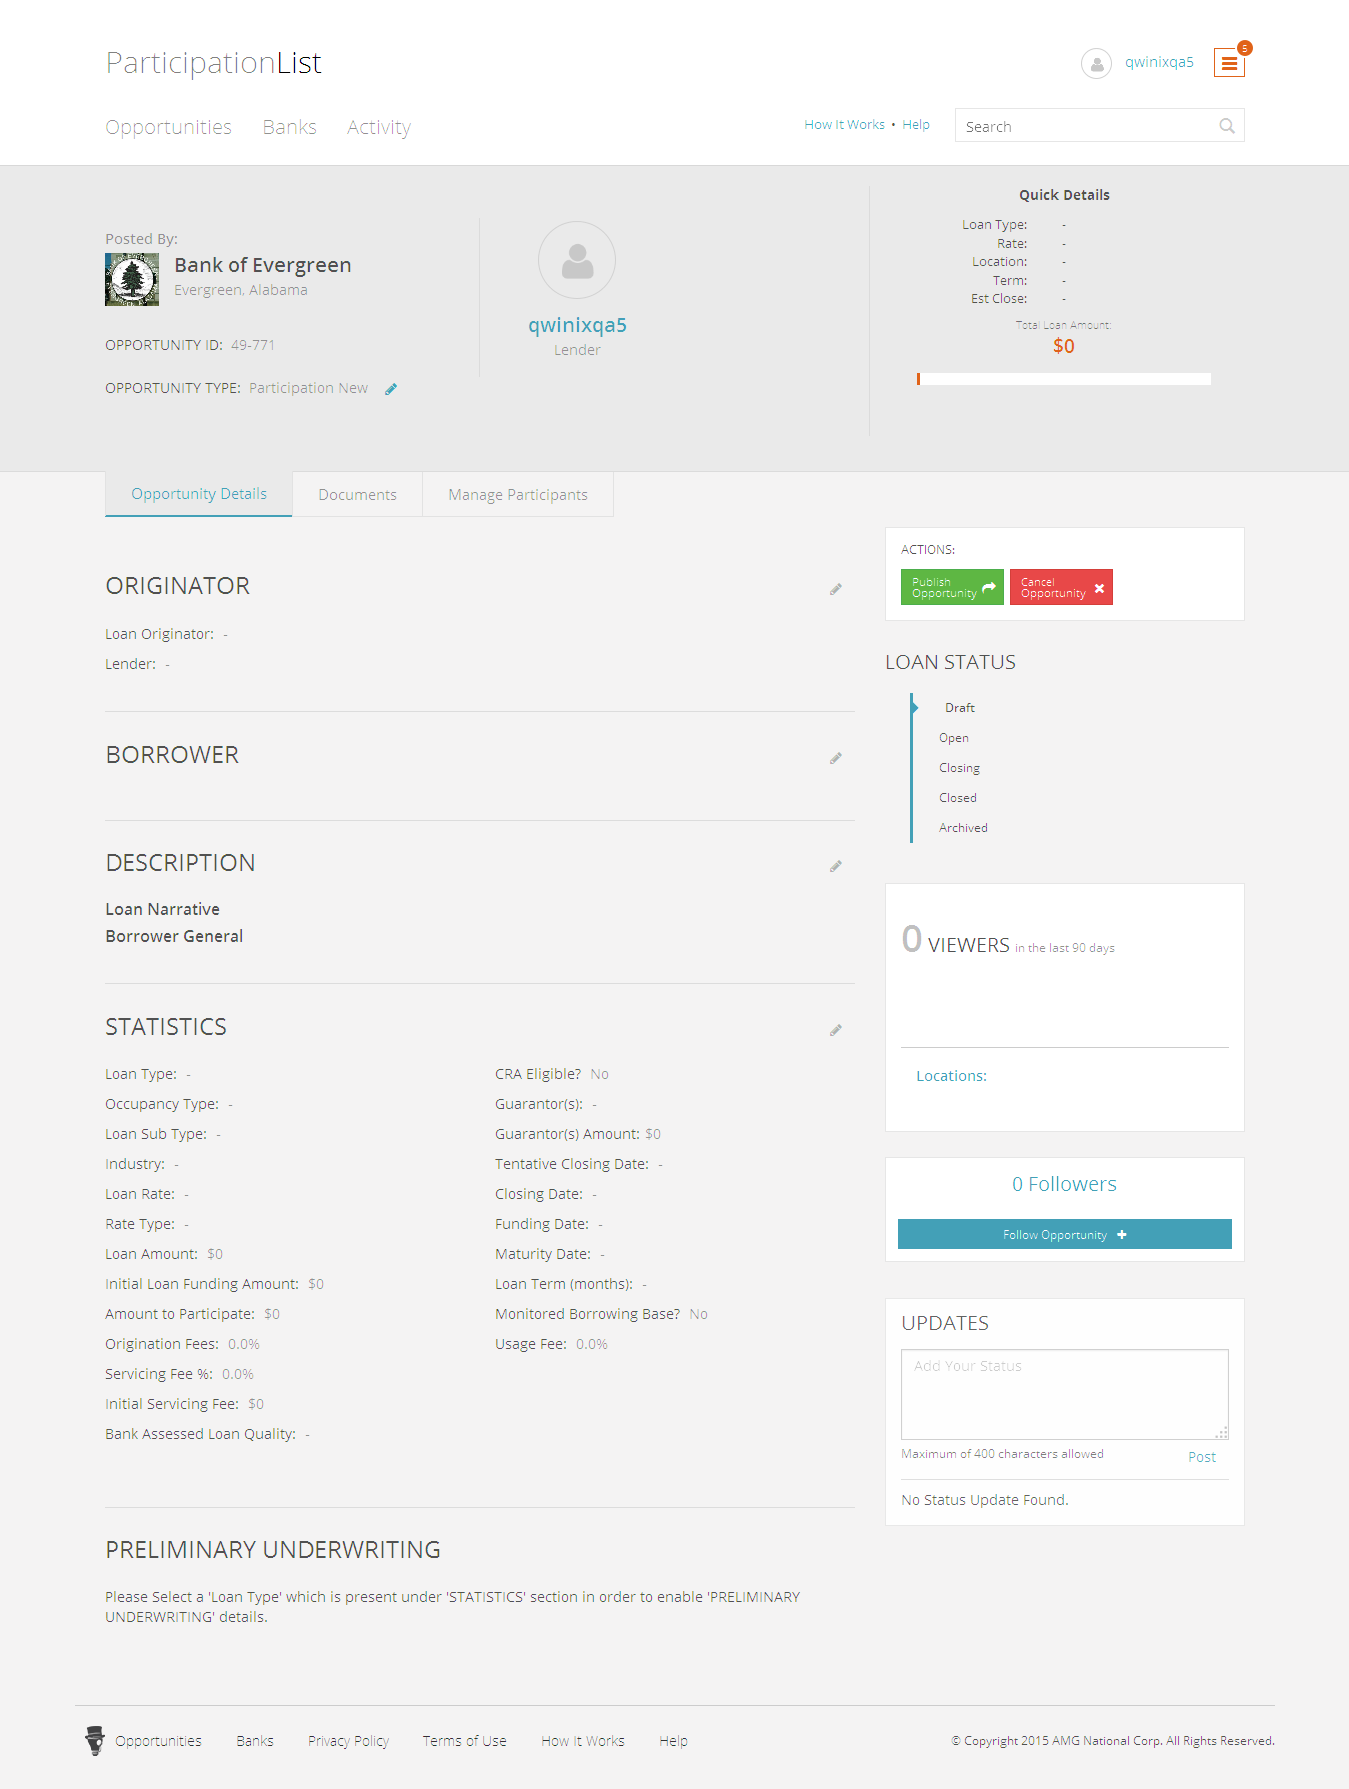 ParticipationList
qwinixqa5
5
Opportunities Banks Activity
How It Works • Help
Search
Posted By:
Bank of Evergreen
Evergreen, Alabama
OPPORTUNITY ID: 49-771
OPPORTUNITY TYPE: Participation New
qwinixqa5
Lender
Quick Details
Loan Type: -
Rate: -
Location: -
Term: -
Est Close: -
Total Loan Amount:
$0
Opportunity Details
Documents
Manage Participants
ORIGINATOR
Loan Originator: -
Lender: -
BORROWER
DESCRIPTION
Loan Narrative
Borrower General
STATISTICS
Loan Type: -
Occupancy Type: -
Loan Sub Type: -
Industry: -
Loan Rate: -
Rate Type: -
Loan Amount: $0
Initial Loan Funding Amount: $0
Amount to Participate: $0
Origination Fees: 0.0%
Servicing Fee %: 0.0%
Initial Servicing Fee: $0
Bank Assessed Loan Quality: -
CRA Eligible? No
Guarantor(s): -
Guarantor(s) Amount: $0
Tentative Closing Date: -
Closing Date: -
Funding Date: -
Maturity Date: -
Loan Term (months): -
Monitored Borrowing Base? No
Usage Fee: 0.0%
PRELIMINARY UNDERWRITING
Please Select a 'Loan Type' which is present under 'STATISTICS' section in order to enable 'PRELIMINARY
UNDERWRITING' details.
ACTIONS:
Publish
Opportunity
Cancel
Opportunity
LOAN STATUS
Draft
Open
Closing
Closed
Archived
0 VIEWERS in the last 90 days
Locations:
0 Followers
Follow Opportunity
UPDATES
Add Your Status
Maximum of 400 characters allowed
Post
No Status Update Found.
Opportunities Banks Privacy Policy Terms of Use How It Works Help
© Copyright 2015 AMG National Corp. All Rights Reserved.